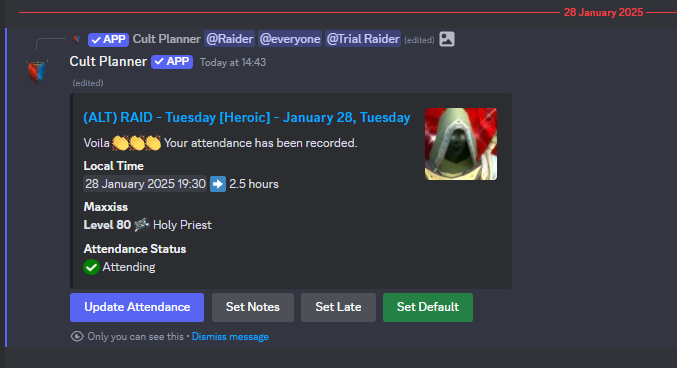 28 January 2025
✓ APP Cult Planner @Raider @everyone @Trial Raider (edited)
Cult Planner ✓ APP Today at 14:43
(edited)
(ALT) RAID - Tuesday [Heroic] - January 28, Tuesday
Voila 👏👏👏 Your attendance has been recorded.
Local Time
28 January 2025 19:30 ➡️ 2.5 hours
Maxxiss
Level 80 Holy Priest
Attendance Status
✅ Attending
Update Attendance Set Notes Set Late Set Default
Only you can see this • Dismiss message